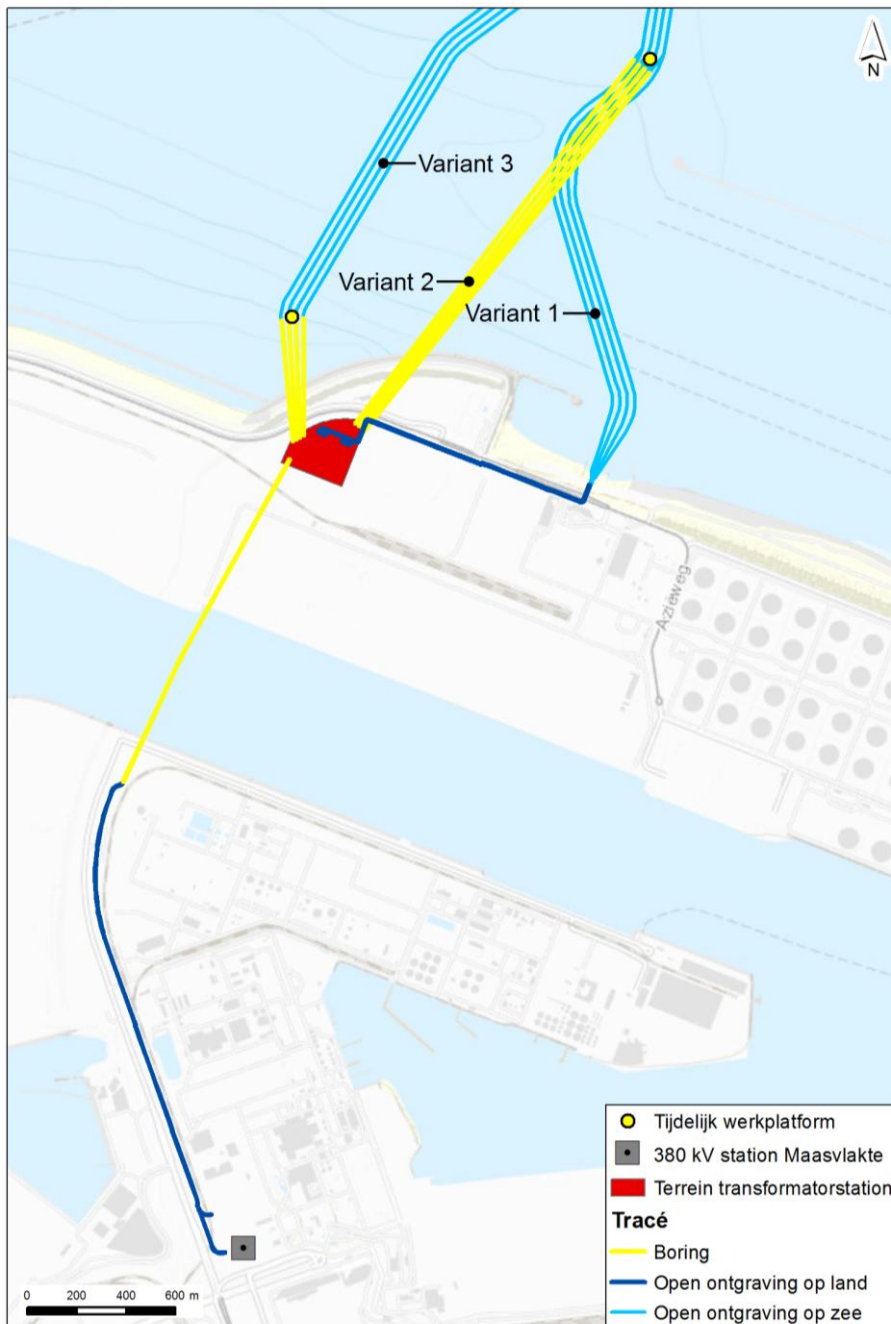 N
Variant 3
Variant 2
Variant 1
Aziëweg
Tijdelijk werkplatform
380 kV station Maasvlakte
Terrein transformatorstation
Tracé
Boring
Open ontgraving op land
Open ontgraving op zee
0 200 400 600 m